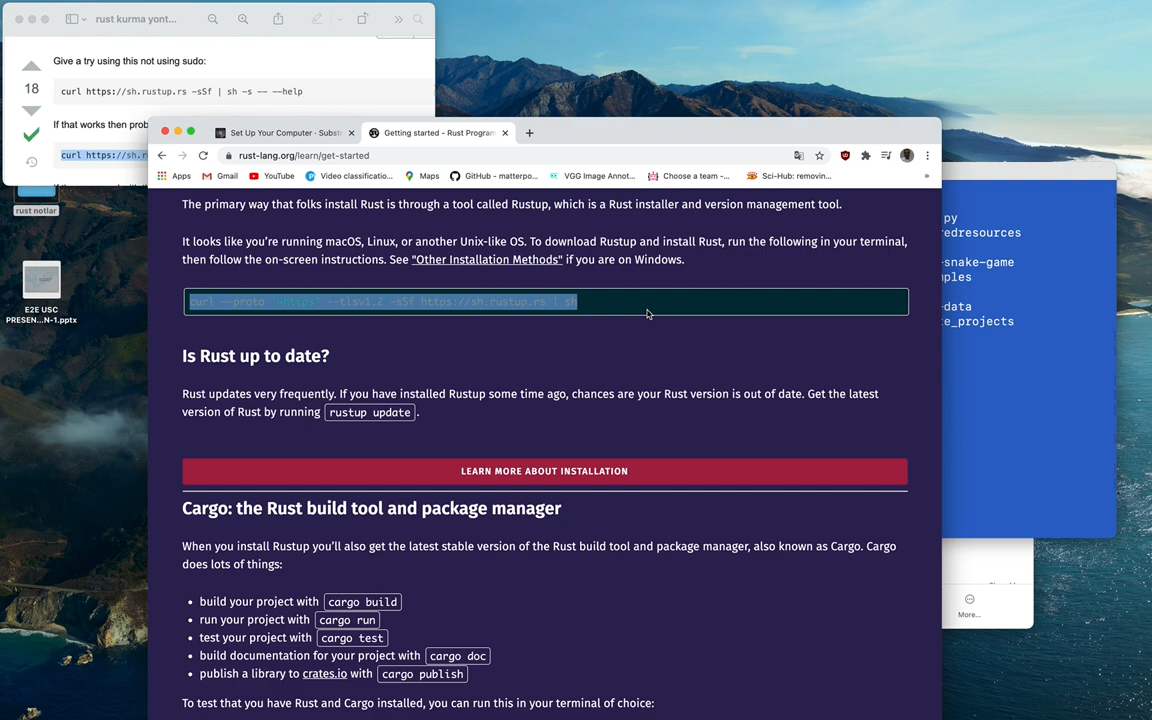 rust kurma yont...
Give a try using this not using sudo:
18
curl https://sh.rustup.rs -sSf | sh -s -- --help
If that works then prob
curl https://sh.r
rust notlar
E2E USC
PRESEN...N-1.pptx
Set Up Your Computer · Substr
Getting started - Rust Program
rust-lang.org/learn/get-started
Apps
Gmail
YouTube
Video classificatio...
Maps
GitHub - matterpo...
VGG Image Annot...
Choose a team -...
Sci-Hub: removin...
»
The primary way that folks install Rust is through a tool called Rustup, which is a Rust installer and version management tool.
It looks like you're running macOS, Linux, or another Unix-like OS. To download Rustup and install Rust, run the following in your terminal,
then follow the on-screen instructions. See "Other Installation Methods" if you are on Windows.
curl --proto '=https' --tlsv1.2 -sSf https://sh.rustup.rs | sh
Is Rust up to date?
Rust updates very frequently. If you have installed Rustup some time ago, chances are your Rust version is out of date. Get the latest
version of Rust by running rustup update.
LEARN MORE ABOUT INSTALLATION
Cargo: the Rust build tool and package manager
When you install Rustup you'll also get the latest stable version of the Rust build tool and package manager, also known as Cargo. Cargo
does lots of things:
• build your project with cargo build
• run your project with cargo run
• test your project with cargo test
• build documentation for your project with cargo doc
• publish a library to crates.io with cargo publish
To test that you have Rust and Cargo installed, you can run this in your terminal of choice:
py
redresources
-snake-game
ples
-data
te_projects
More...